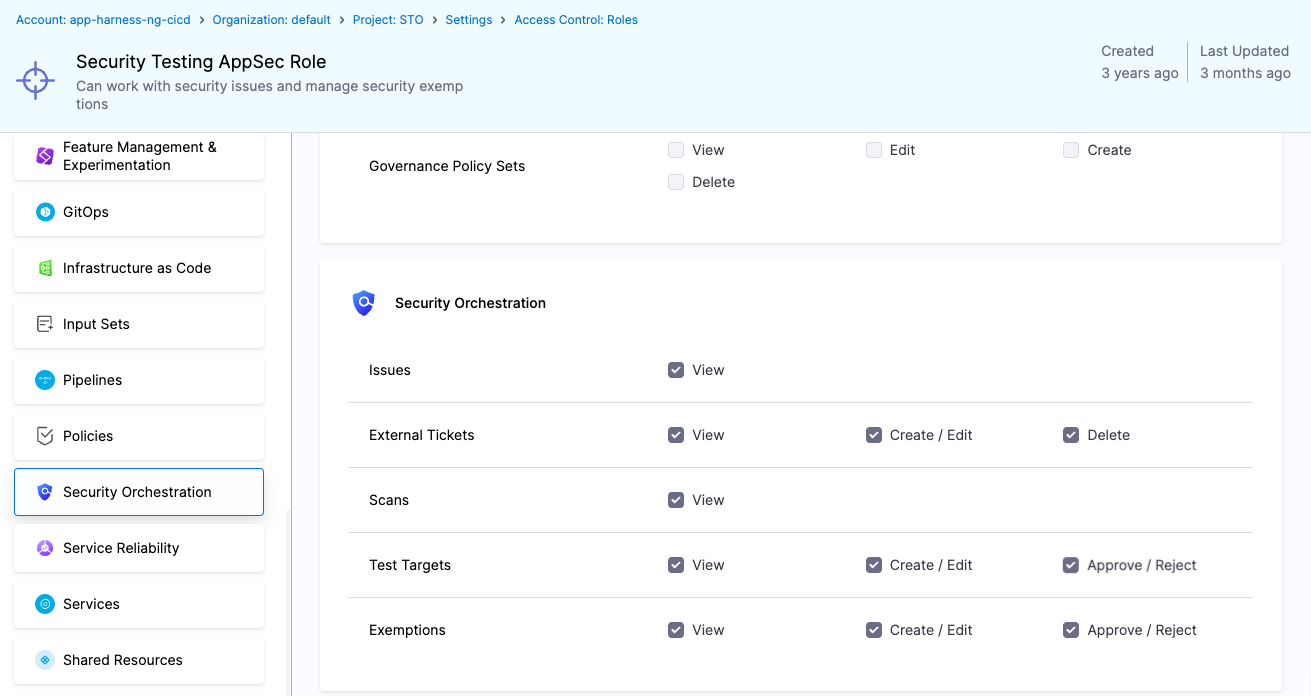 Account: app-harness-ng-cicd > Organization: default > Project: STO > Settings > Access Control: Roles
Security Testing AppSec Role
Can work with security issues and manage security exemp
tions
Created
3 years ago
Last Updated
3 months ago
Feature Management &
Experimentation
GitOps
Infrastructure as Code
Input Sets
Pipelines
Policies
Security Orchestration
Service Reliability
Services
Shared Resources
Governance Policy Sets
View Edit Create
Delete
Security Orchestration
Issues View
External Tickets View Create / Edit Delete
Scans View
Test Targets View Create / Edit Approve / Reject
Exemptions View Create / Edit Approve / Reject